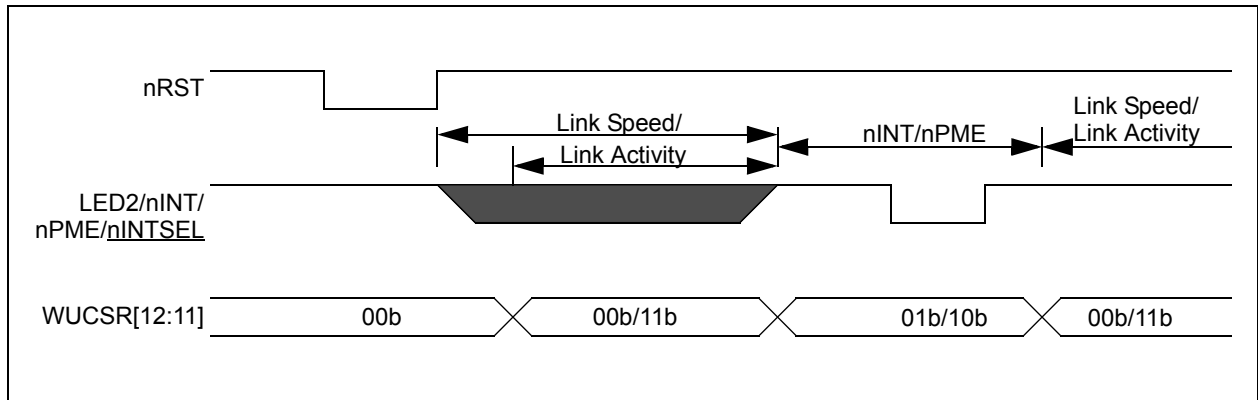 nRST
Link Speed/
Link Activity
nINT/nPME
Link Speed/
Link Activity
LED2/nINT/
nPME/nINTSEL
WUCSR[12:11]
00b
00b/11b
01b/10b
00b/11b